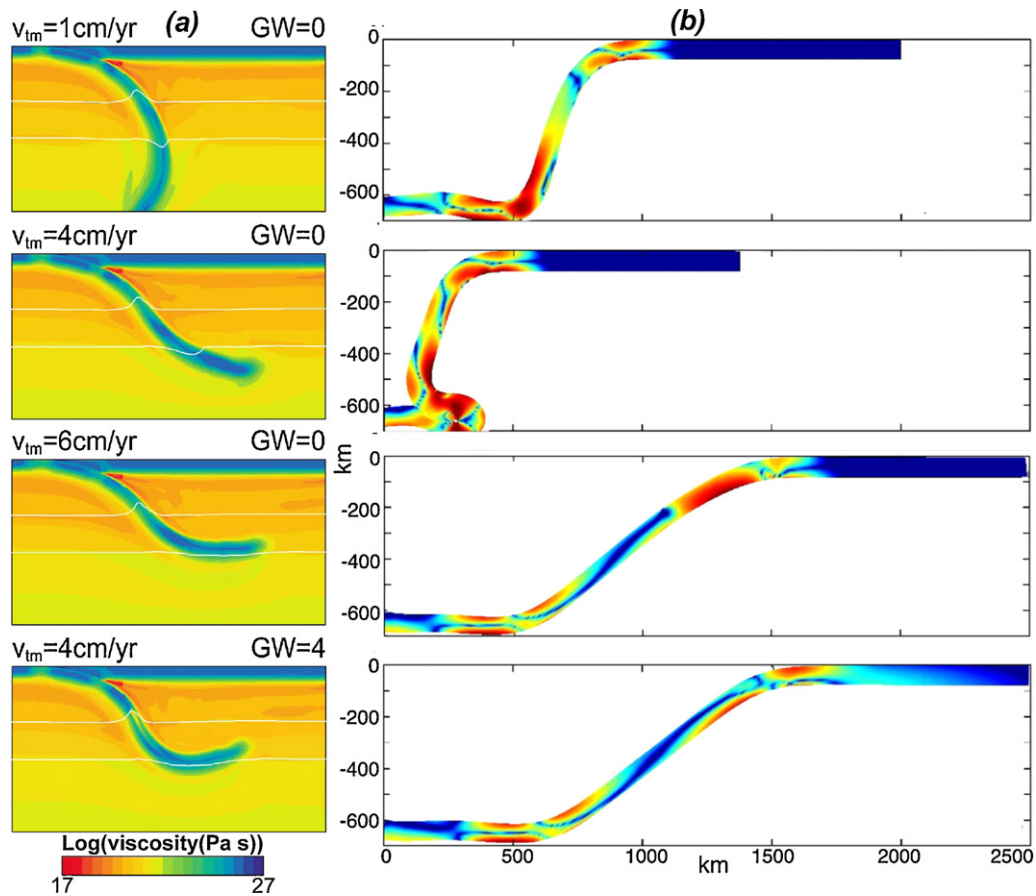 v_tm=1cm/yr (a) GW=0 (b)
0
-200
-400
-600
v_tm=4cm/yr GW=0
0
-200
-400
-600
v_tm=6cm/yr GW=0
km
0
-200
-400
-600
v_tm=4cm/yr GW=4
0
-200
-400
-600
0 500 1000 km 1500 2000 2500
Log(viscosity(Pa s))
17 27